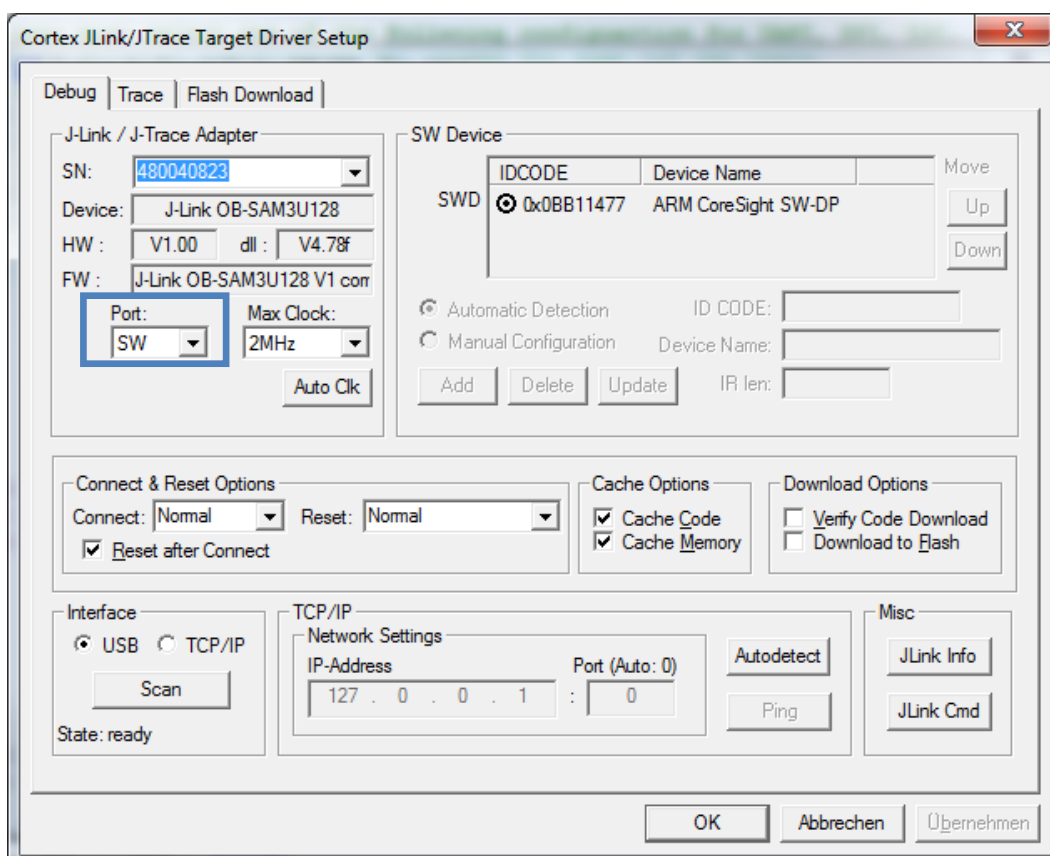 Cortex JLink/JTrace Target Driver Setup
Debug Trace Flash Download
J-Link / J-Trace Adapter
SN: 480040823
Device: J-Link OB-SAM3U128
HW : V1.00 dll : V4.78f
FW : J-Link OB-SAM3U128 V1 com
Port: Max Clock:
SW 2MHz
Auto Clk
SW Device
IDCODE Device Name
SWD 0x0BB11477 ARM CoreSight SW-DP
Move
Up
Down
Automatic Detection ID CODE:
Manual Configuration Device Name:
Add Delete Update IR len:
Connect & Reset Options
Connect: Normal Reset: Normal
Reset after Connect
Cache Options
Cache Code
Cache Memory
Download Options
Verify Code Download
Download to Flash
Interface
USB TCP/IP
Scan
State: ready
TCP/IP
Network Settings
IP-Address Port (Auto: 0)
127 . 0 . 0 . 1 : 0
Autodetect
Ping
Misc
JLink Info
JLink Cmd
OK Abbrechen Übernehmen